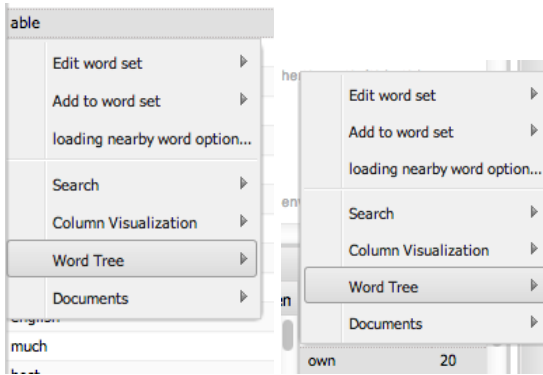 able
Edit word set
Add to word set
loading nearby word option...
Search
Column Visualization
Word Tree
Documents
much
Edit word set
Add to word set
loading nearby word option...
Search
Column Visualization
Word Tree
Documents
own 20